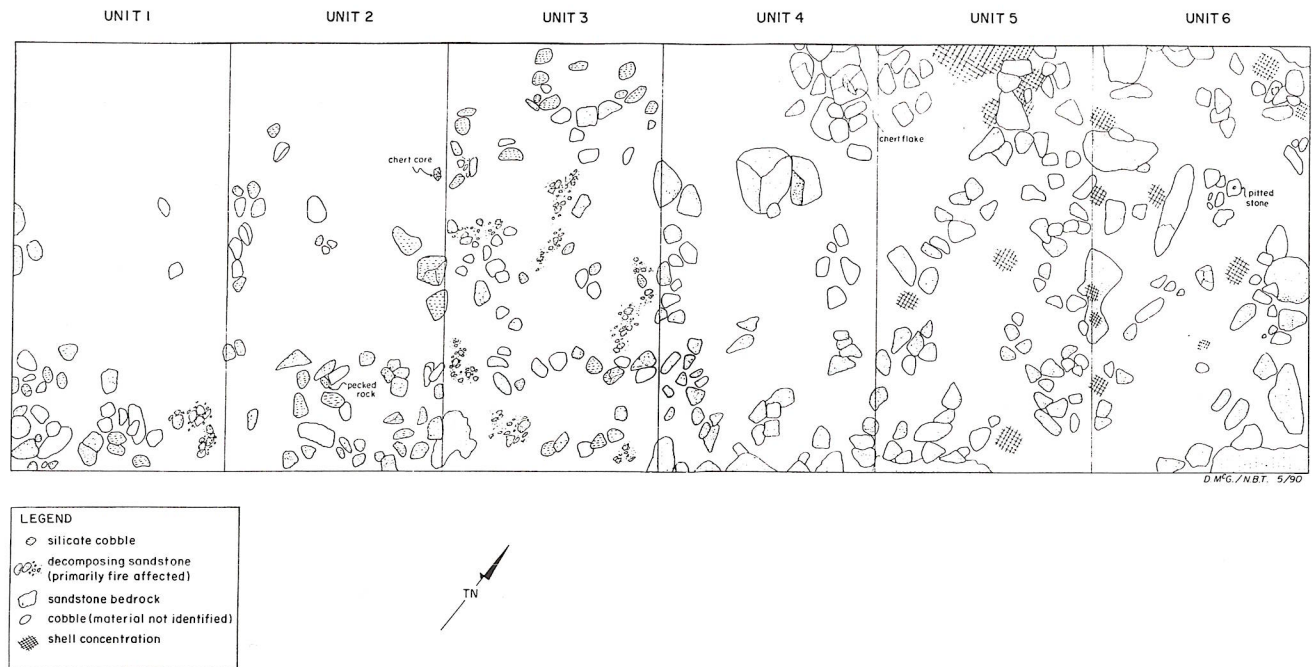 UNIT 1
UNIT 2
UNIT 3
UNIT 4
UNIT 5
UNIT 6
chert core
chert flake
pitted
stone
pecked
rock
D. McG. / N.B.T. 5/90
LEGEND
silicate cobble
decomposing sandstone
(primarily fire affected)
sandstone bedrock
cobble (material not identified)
shell concentration
TN